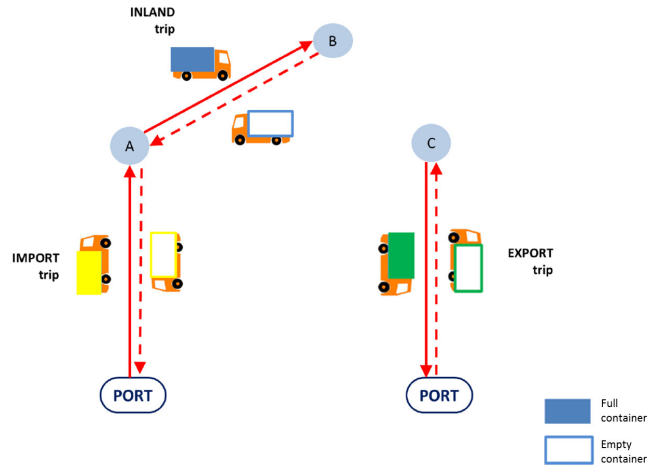 INLAND
trip
B
A
C
IMPORT
trip
EXPORT
trip
PORT
PORT
Full
container
Empty
container